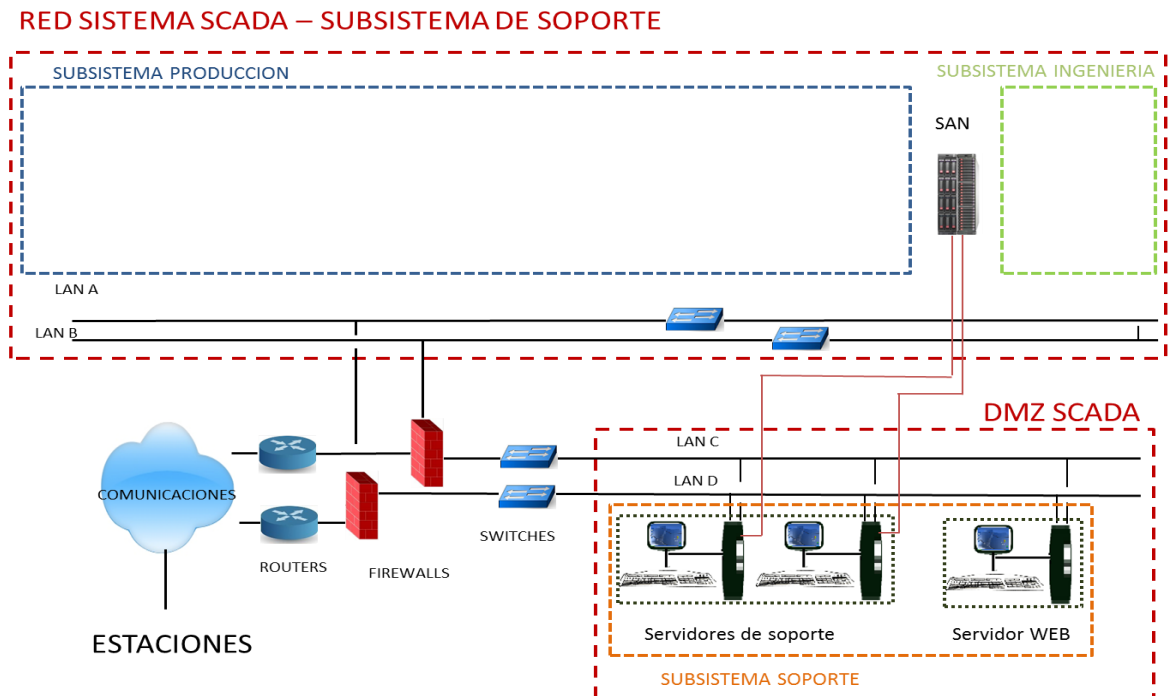 RED SISTEMA SCADA – SUBSISTEMA DE SOPORTE
SUBSISTEMA PRODUCCION
SUBSISTEMA INGENIERIA
SAN
LAN A
LAN B
DMZ SCADA
LAN C
LAN D
COMUNICACIONES
SWITCHES
ROUTERS
FIREWALLS
ESTACIONES
Servidores de soporte
Servidor WEB
SUBSISTEMA SOPORTE